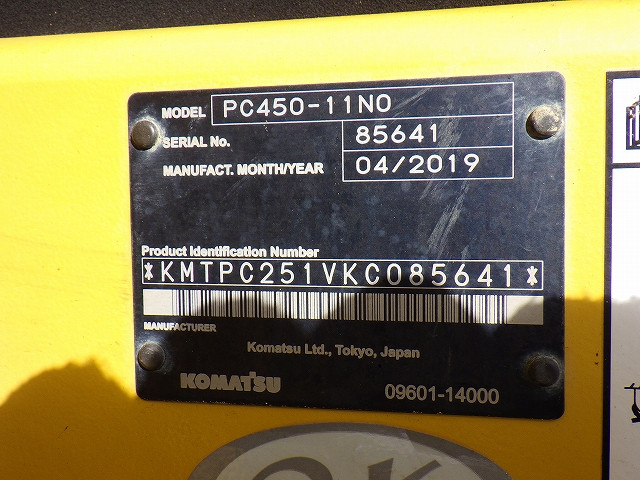 MODEL PC450-11N0
SERIAL No. 85641
MANUFACT. MONTH/YEAR 04/2019
Product Identification Number
*KMTPC251VKC085641*
MANUFACTURER
Komatsu Ltd., Tokyo, Japan
KOMATSU 09601-14000